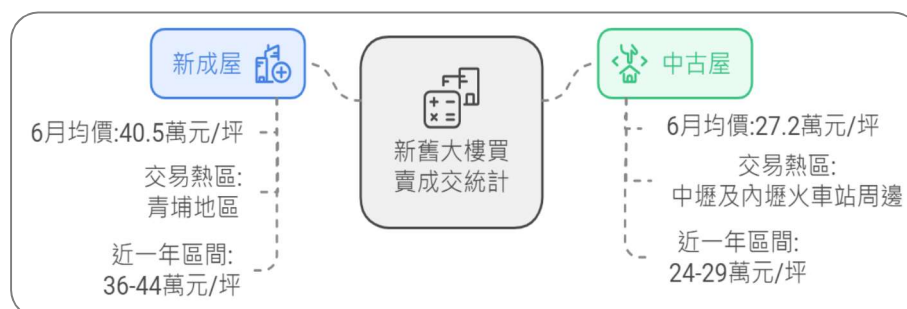 新成屋
6月均價:40.5萬元/坪
交易熱區:
青埔地區
近一年區間:
36-44萬元/坪
新舊大樓買
賣成交統計
中古屋
6月均價:27.2萬元/坪
交易熱區:
中壢及內壢火車站周邊
近一年區間:
24-29萬元/坪